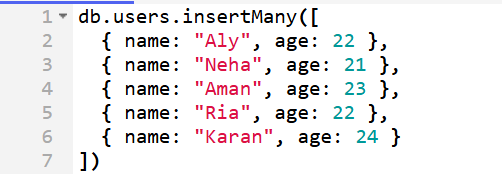 1 db.users.insertMany([
2   { name: "Aly", age: 22 },
3   { name: "Neha", age: 21 },
4   { name: "Aman", age: 23 },
5   { name: "Ria", age: 22 },
6   { name: "Karan", age: 24 }
7 ])